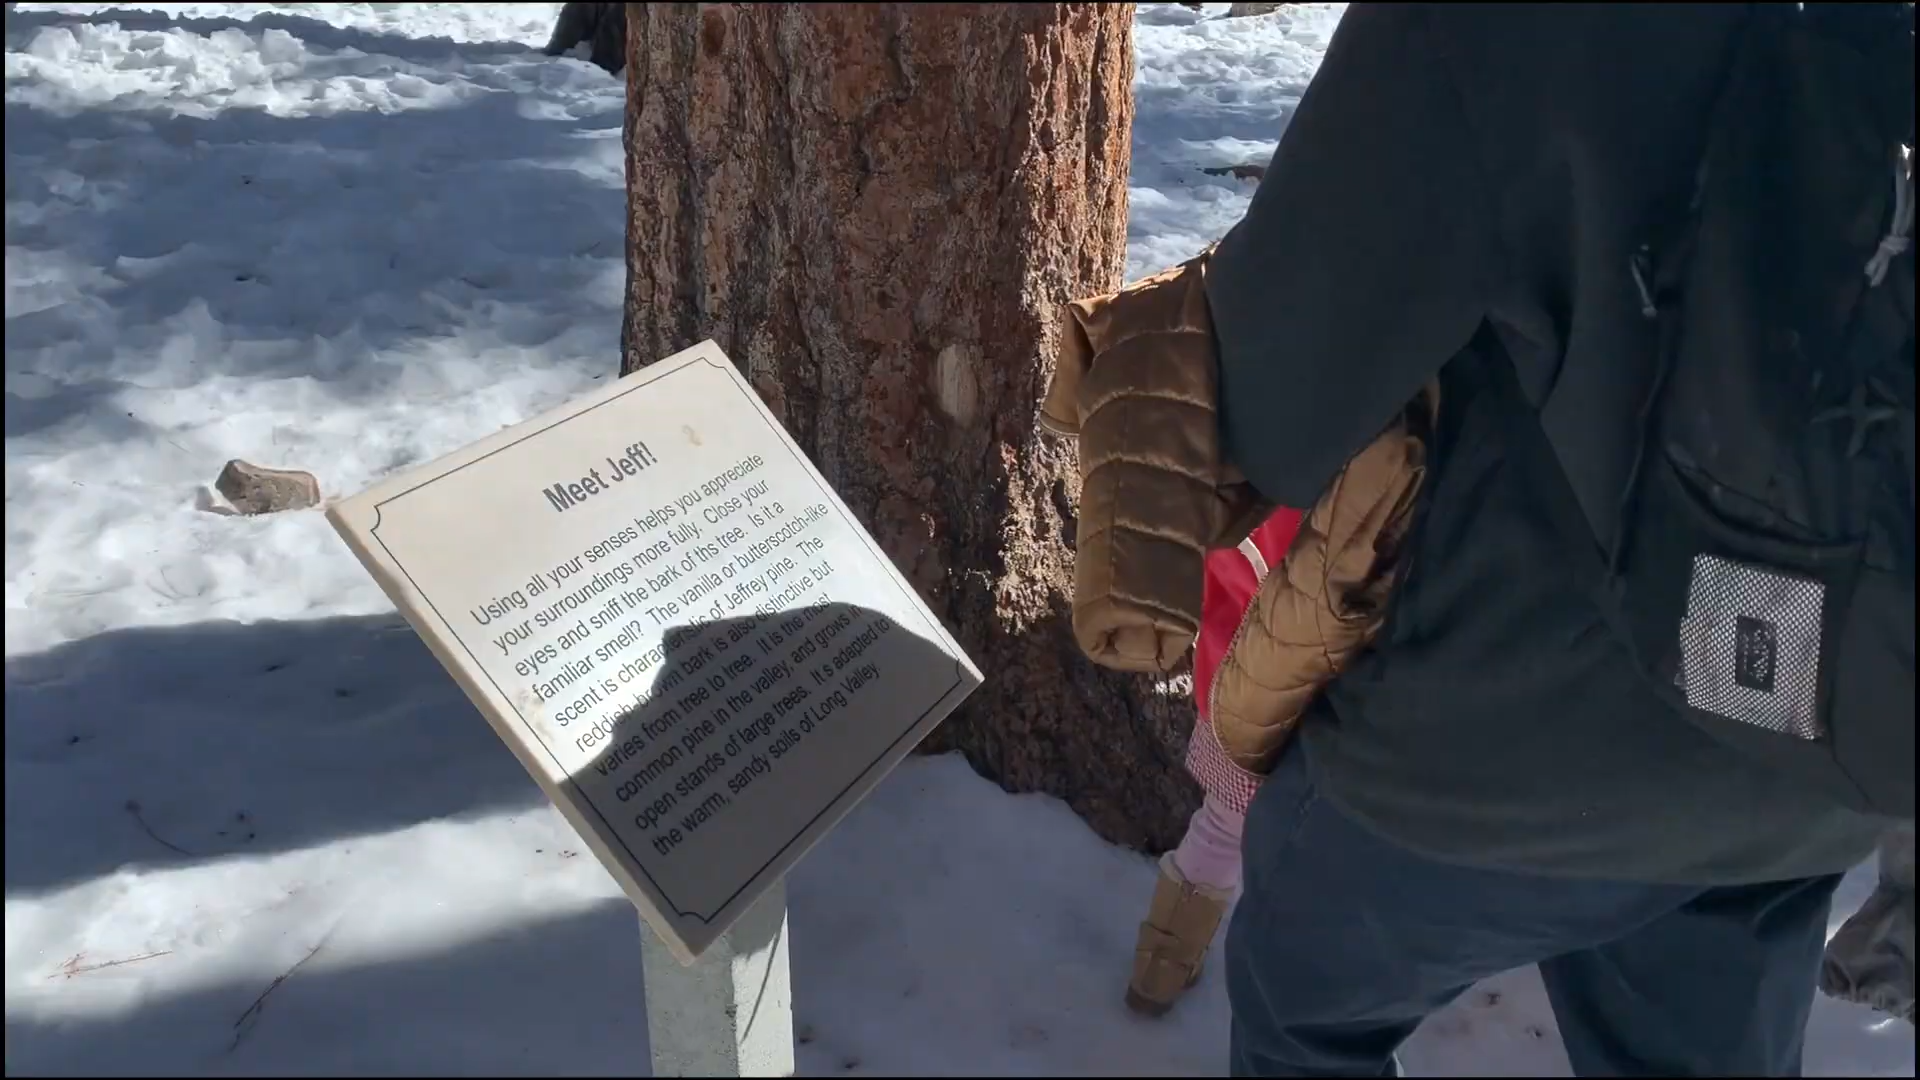 Meet Jeff!
Using all your senses helps you appreciate
your surroundings more fully. Close your
eyes and sniff the bark of ths tree. Is it a
familiar smell? The vanilla or butterscotch-like
scent is characteristic of Jeffrey pine. The
reddish-brown bark is also distinctive but
varies from tree to tree. It is the most
common pine in the valley, and grows in
open stands of large trees. It s adapted to
the warm, sandy soils of Long Valley.
VANS